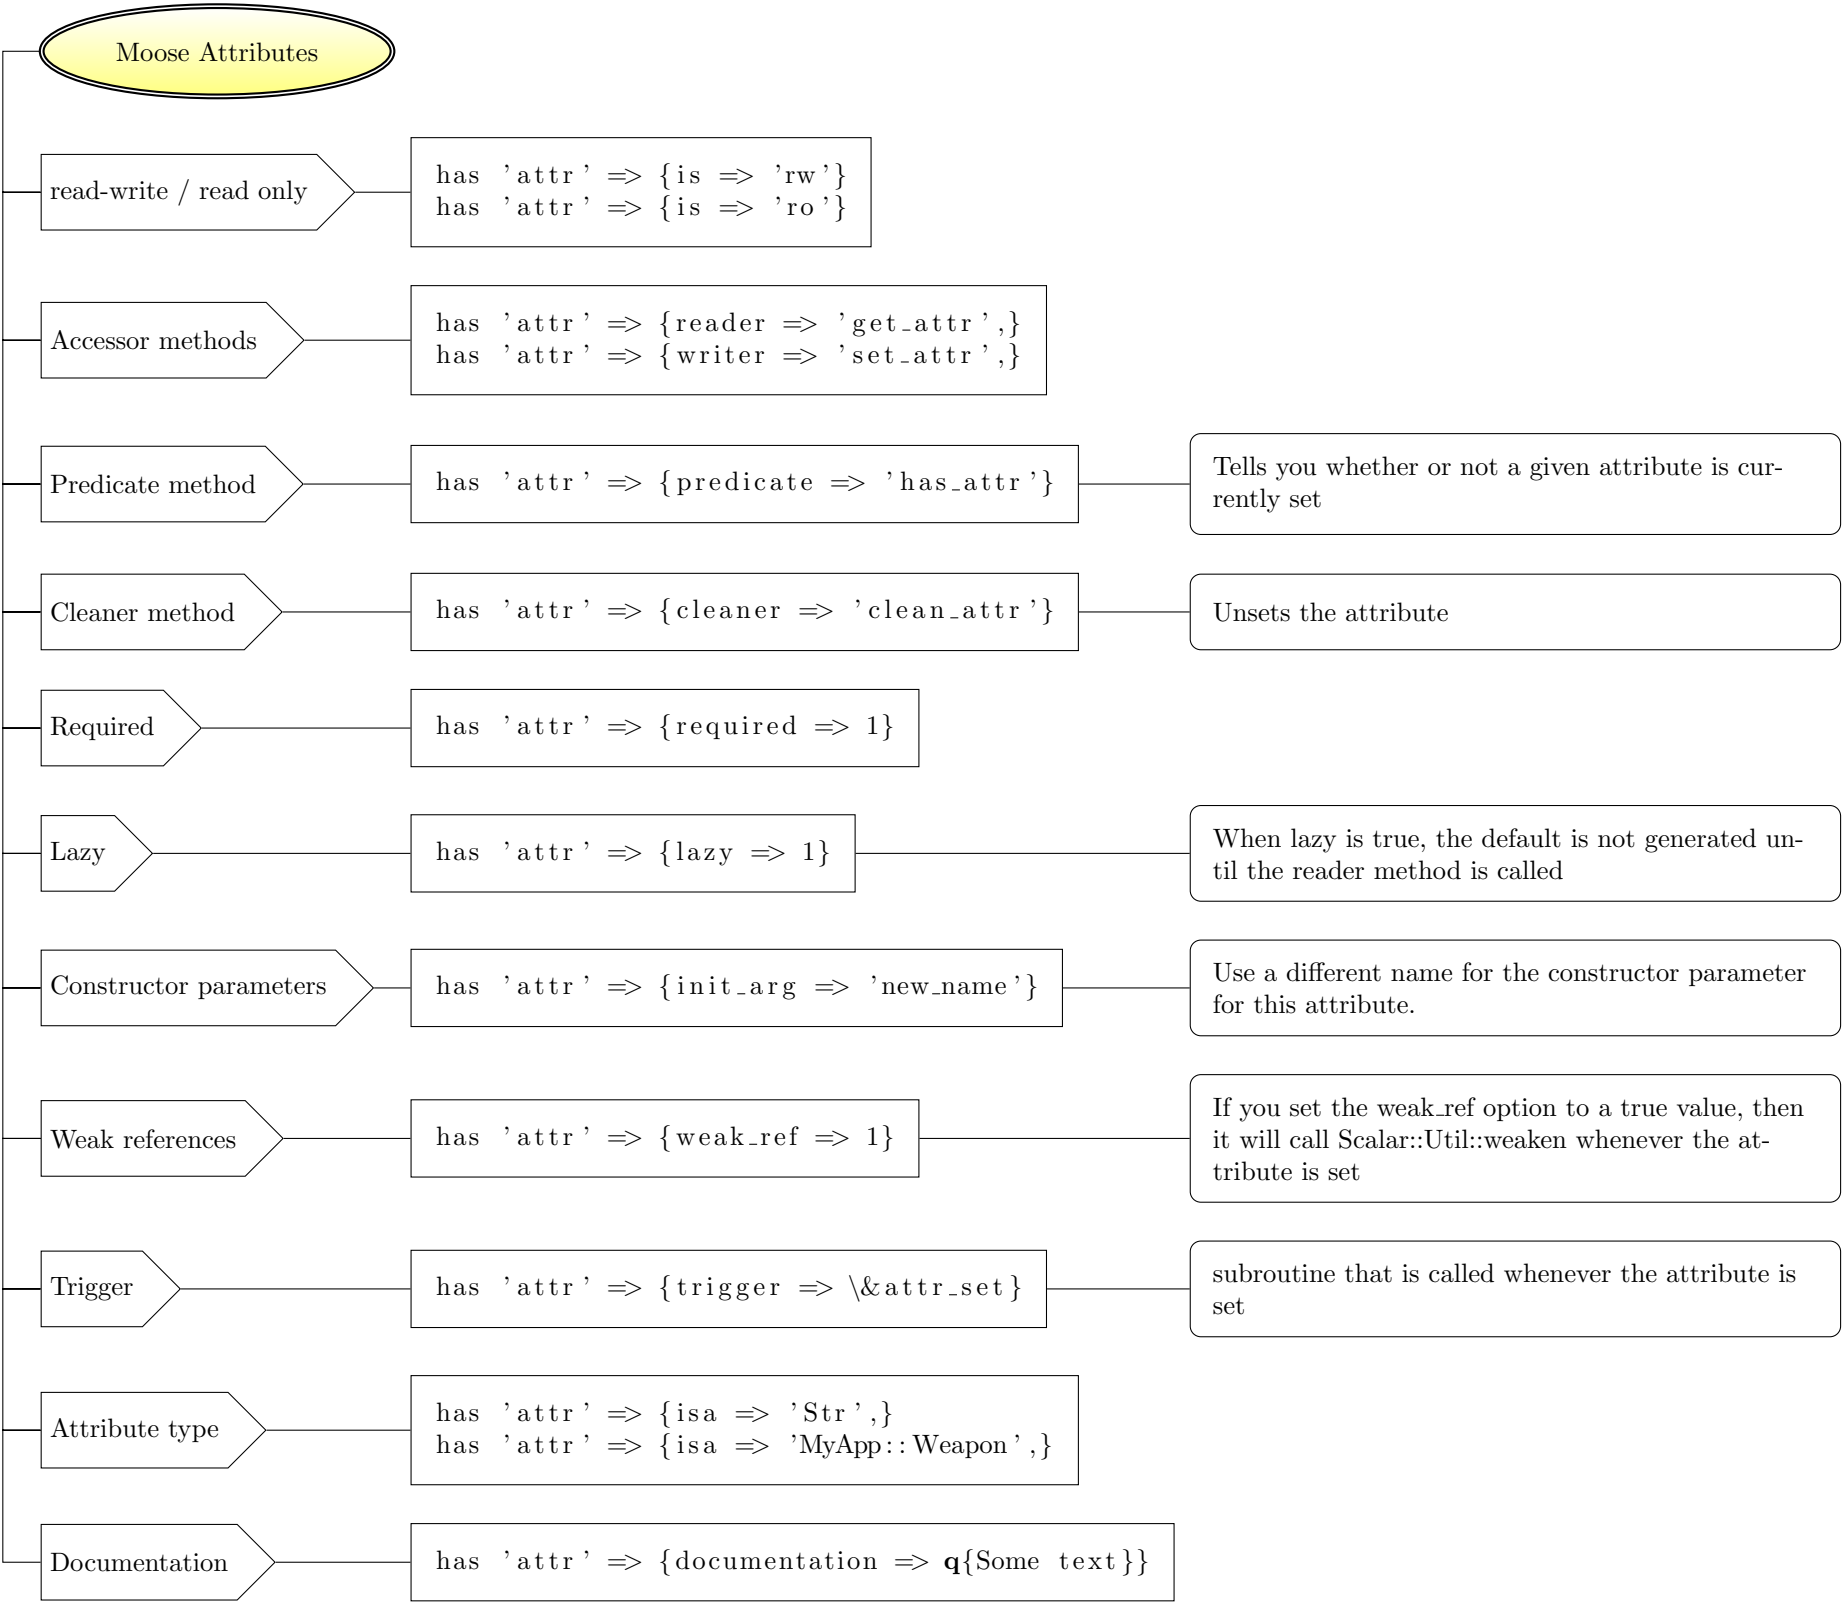 Moose Attributes
read-write / read only
has 'attr' => {is => 'rw'}
has 'attr' => {is => 'ro'}
Accessor methods
has 'attr' => {reader => 'get_attr',}
has 'attr' => {writer => 'set_attr',}
Predicate method
has 'attr' => {predicate => 'has_attr'}
Tells you whether or not a given attribute is cur-
rently set
Cleaner method
has 'attr' => {cleaner => 'clean_attr'}
Unsets the attribute
Required
has 'attr' => {required => 1}
Lazy
has 'attr' => {lazy => 1}
When lazy is true, the default is not generated un-
til the reader method is called
Constructor parameters
has 'attr' => {init_arg => 'new_name'}
Use a different name for the constructor parameter
for this attribute.
Weak references
has 'attr' => {weak_ref => 1}
If you set the weak_ref option to a true value, then
it will call Scalar::Util::weaken whenever the at-
tribute is set
Trigger
has 'attr' => {trigger => \&attr_set}
subroutine that is called whenever the attribute is
set
Attribute type
has 'attr' => {isa => 'Str',}
has 'attr' => {isa => 'MyApp::Weapon',}
Documentation
has 'attr' => {documentation => q{Some text}}